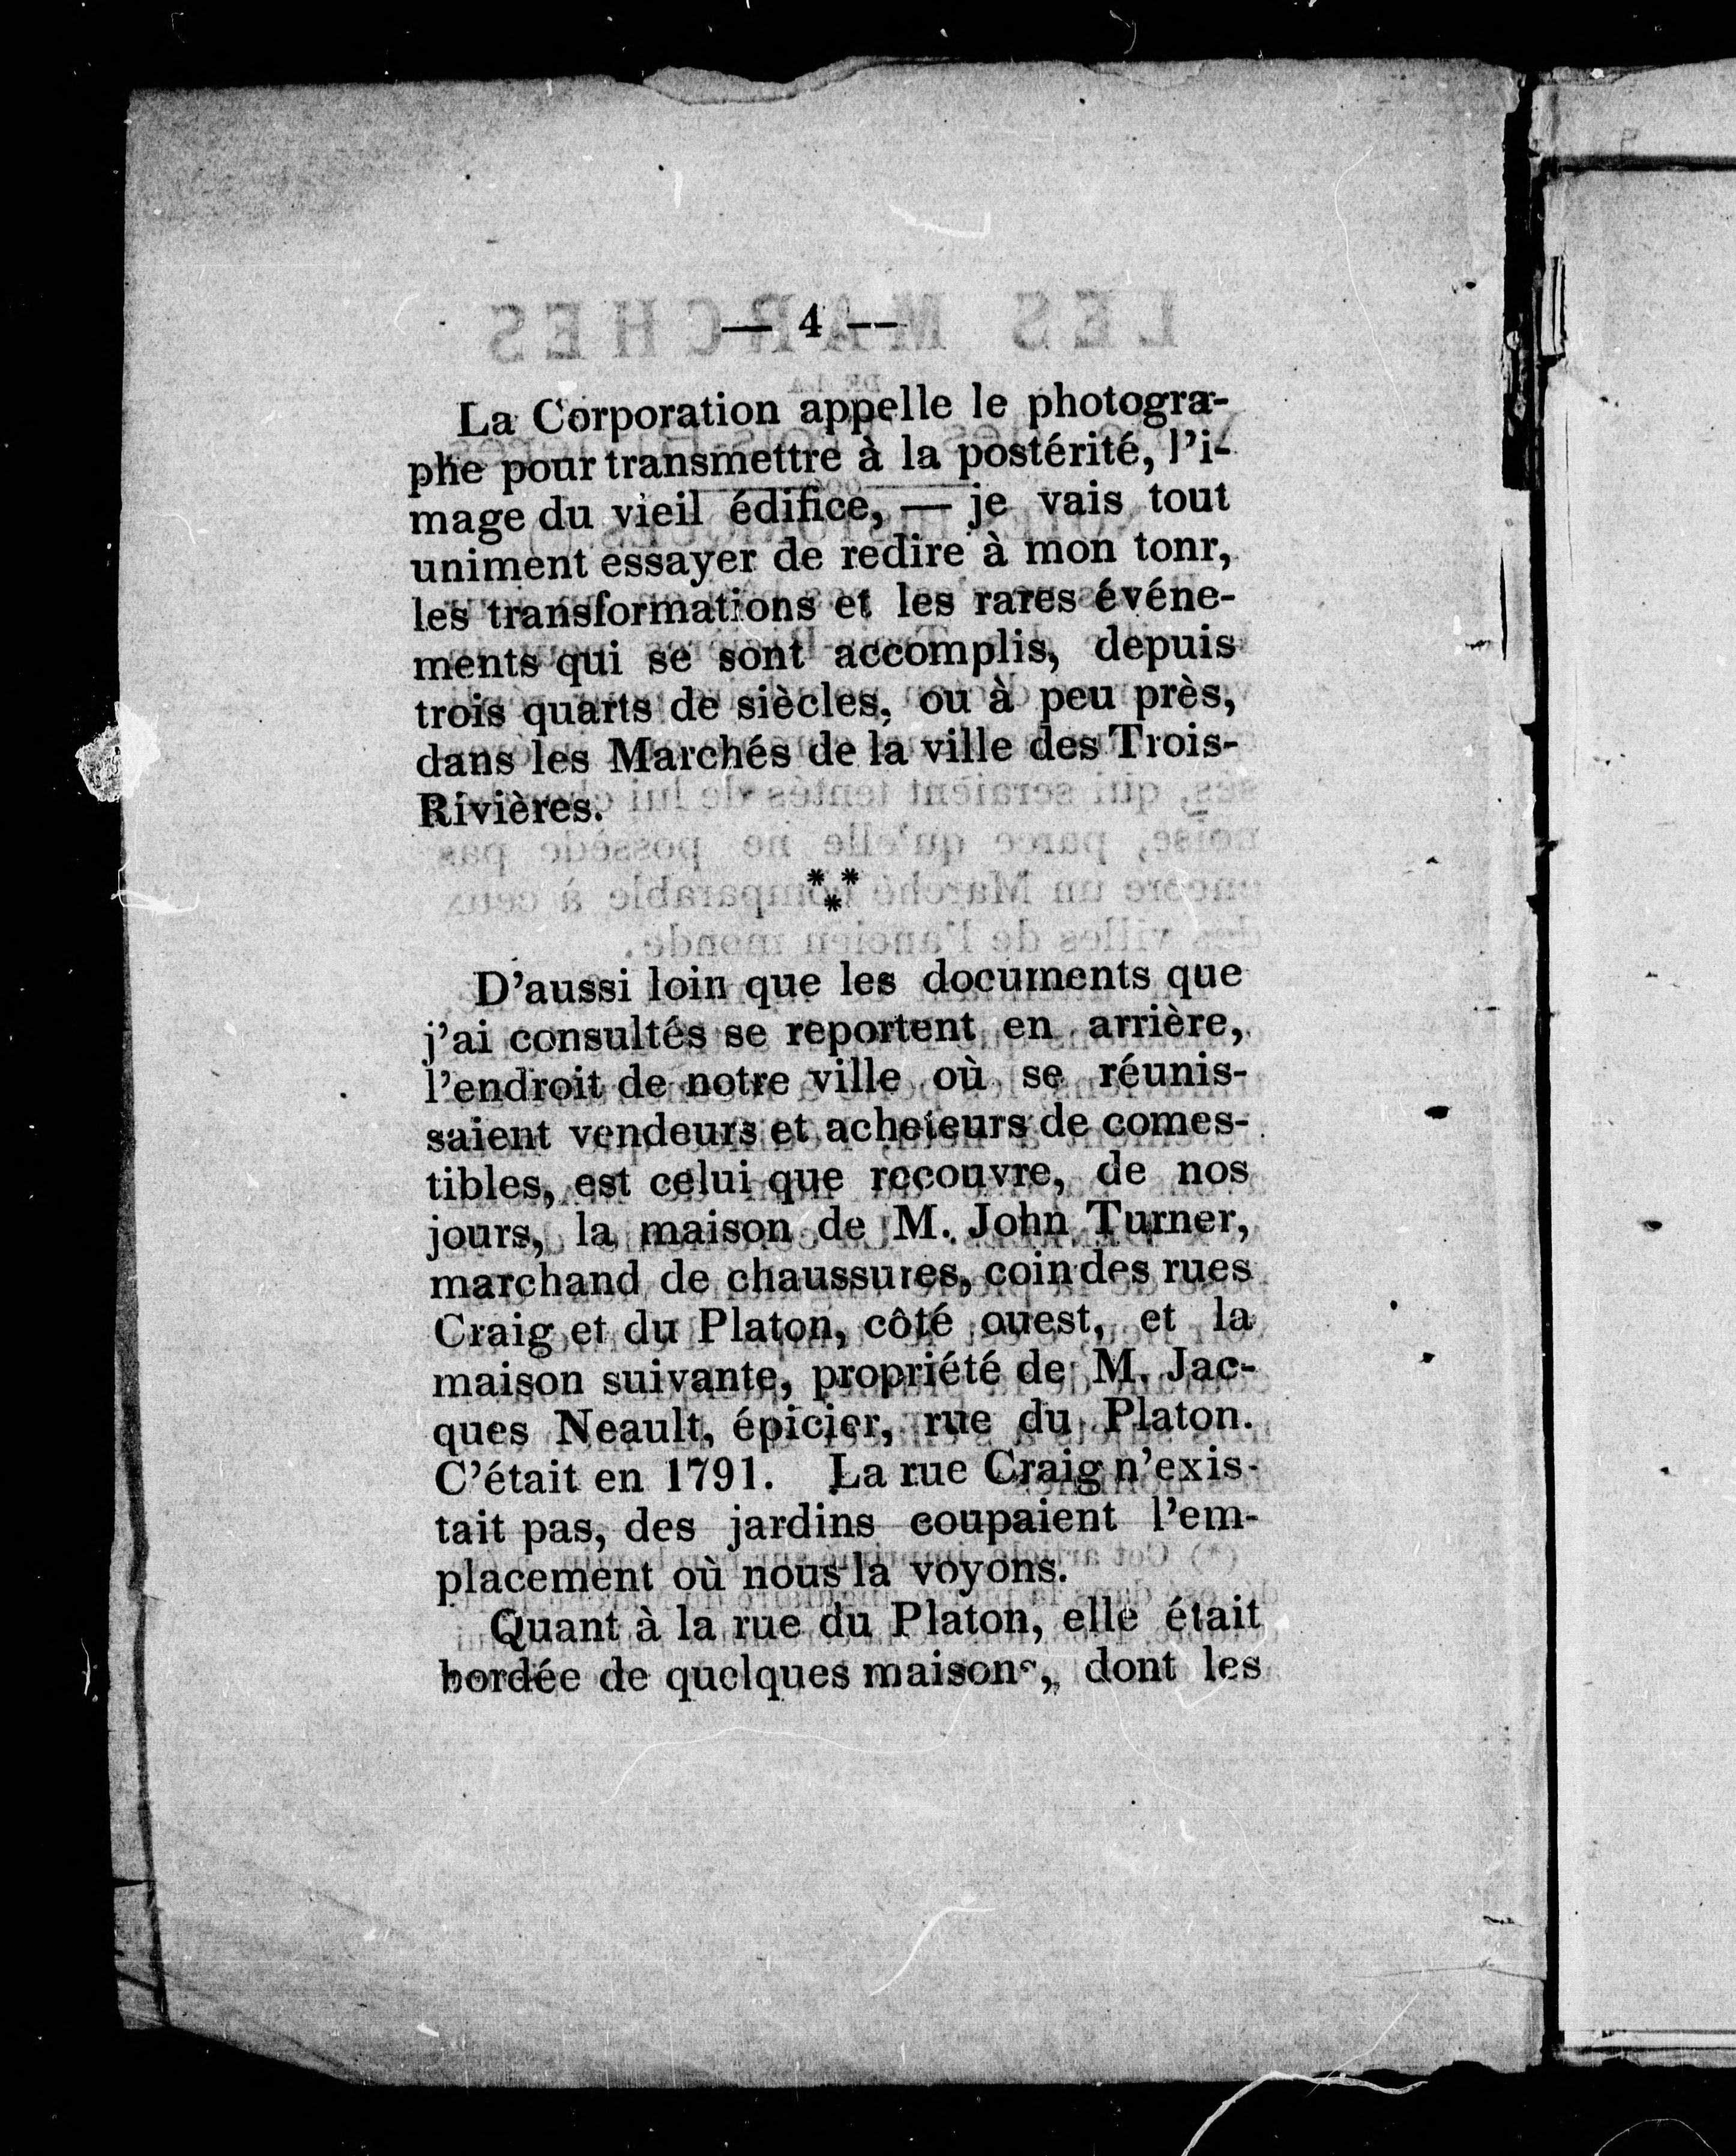 — 4 —
La Corporation appelle le photogra-
phe pour transmettre à la postérité, l'i-
mage du vieil édifice, — je vais tout
uniment essayer de redire à mon tonr,
les transformations et les rares événe-
ments qui se sont accomplis, depuis
trois quarts de siècles, ou à peu près,
dans les Marchés de la ville des Trois-
Rivières.
* *
*
D'aussi loin que les documents que
j'ai consultés se reportent en arrière,
l'endroit de notre ville où se réunis-
saient vendeurs et acheteurs de comes-
tibles, est celui que recouvre, de nos
jours, la maison de M. John Turner,
marchand de chaussures, coin des rues
Craig et du Platon, côté ouest, et la
maison suivante, propriété de M. Jac-
ques Neault, épicier, rue du Platon.
C'était en 1791. La rue Craig n'exis-
tait pas, des jardins coupaient l'em-
placement où nous la voyons.
Quant à la rue du Platon, elle était
bordée de quelques maisons, dont les